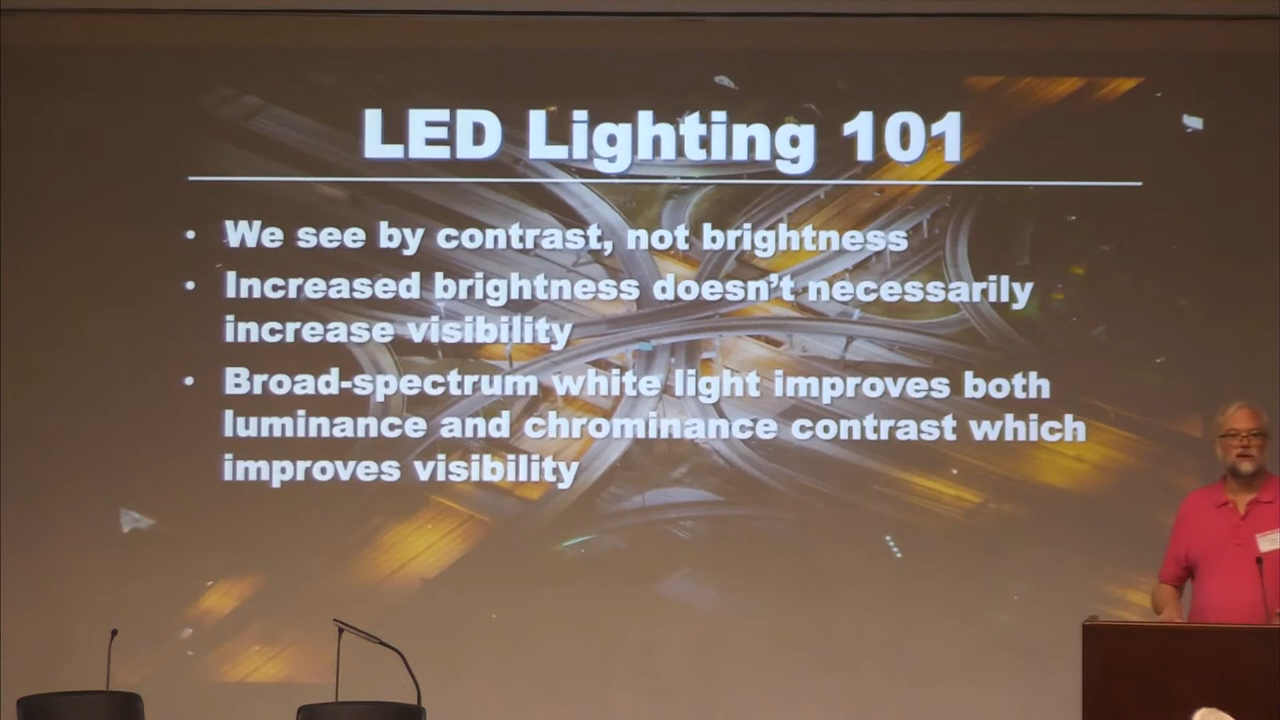 LED Lighting 101
• We see by contrast, not brightness
• Increased brightness doesn’t necessarily
increase visibility
• Broad-spectrum white light improves both
luminance and chrominance contrast which
improves visibility